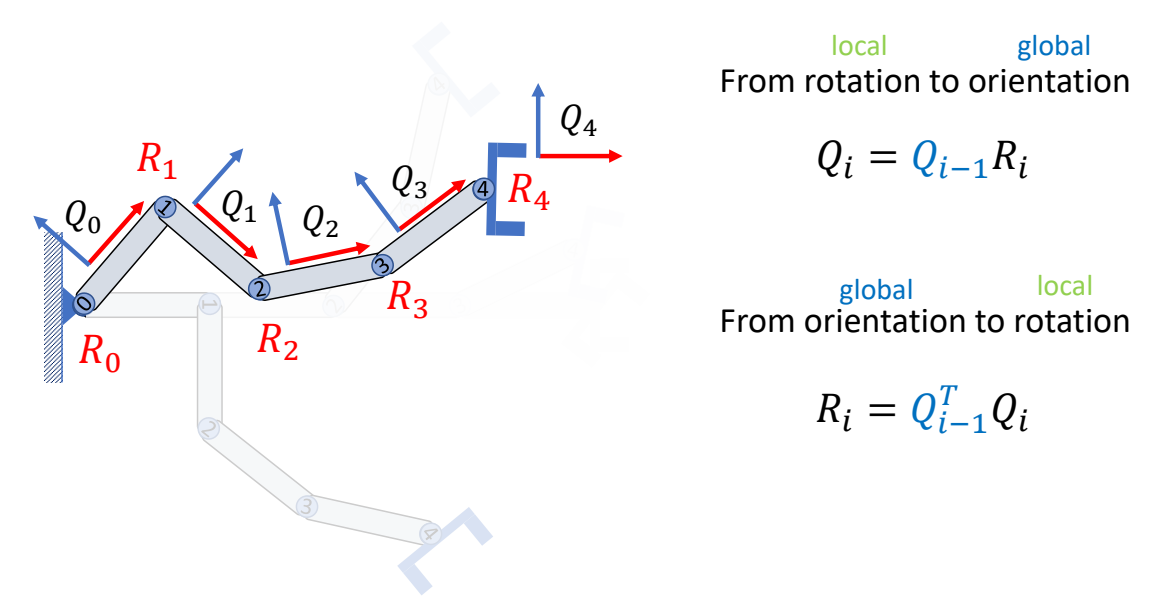 local global
From rotation to orientation
Q_i = Q_{i−1}R_i
global local
From orientation to rotation
R_i = Q_{i−1}^T Q_i
Q_0
R_1
Q_1
Q_2
Q_3
Q_4
R_4
R_3
R_2
R_0
0
1
2
3
4
1
2
3
4
2
4